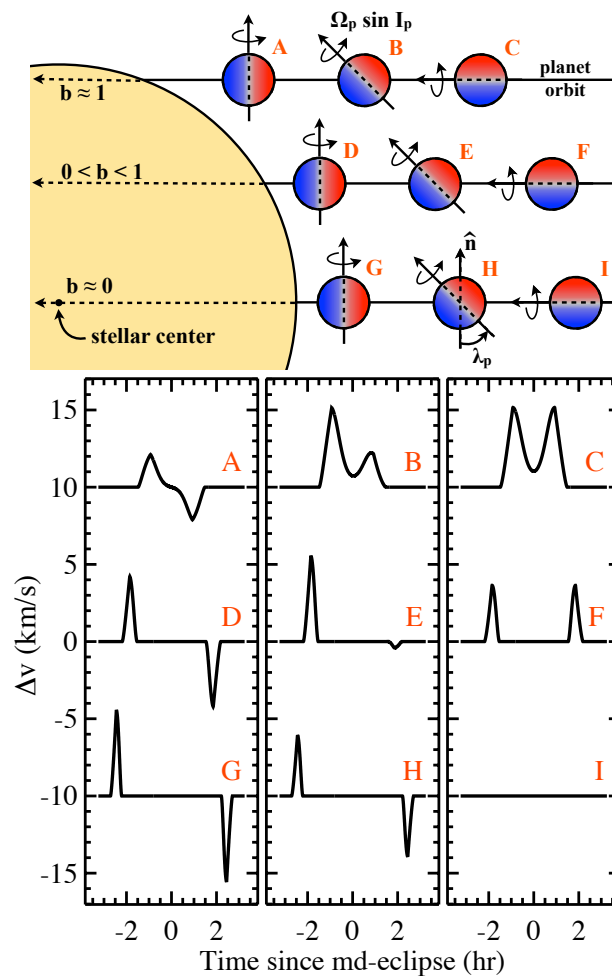 Ωp sin Ip
A
B
C
planet
orbit
b ≈ 1
D
E
F
0 < b < 1
n̂
G
H
I
b ≈ 0
stellar center
λp
15
A
B
C
10
5
D
E
F
0
-5
G
H
I
-10
-15
Δv (km/s)
-2 0 2 -2 0 2 -2 0 2
Time since md-eclipse (hr)